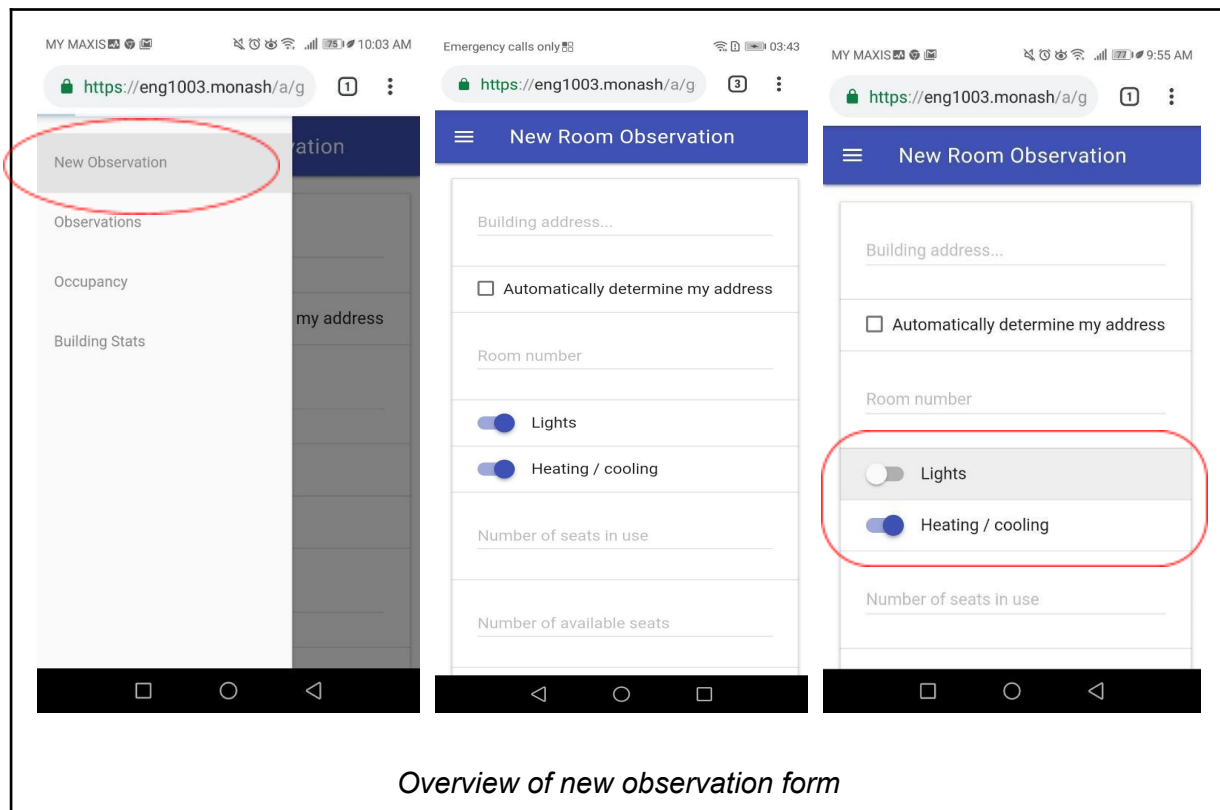 MY MAXIS 75 10:03 AM
https://eng1003.monash/a/g 1
vation
New Observation
Observations
Occupancy
my address
Building Stats
Emergency calls only 03:43
https://eng1003.monash/a/g 3
New Room Observation
Building address...
Automatically determine my address
Room number
Lights
Heating / cooling
Number of seats in use
Number of available seats
MY MAXIS 77 9:55 AM
https://eng1003.monash/a/g 1
New Room Observation
Building address...
Automatically determine my address
Room number
Lights
Heating / cooling
Number of seats in use
Overview of new observation form